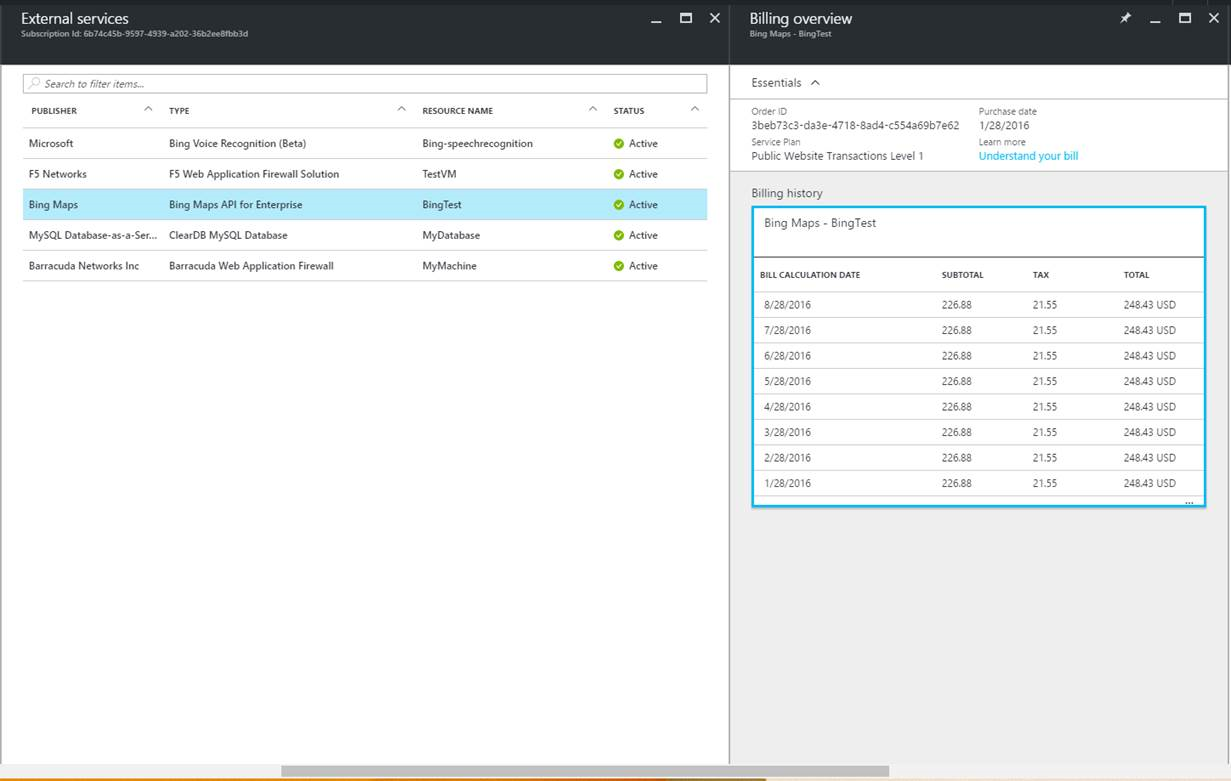 External services
Subscription Id: 6b74c45b-9597-4939-a202-36b2ee8fbb3d
Search to filter items...
PUBLISHER TYPE RESOURCE NAME STATUS
Microsoft Bing Voice Recognition (Beta) Bing-speechrecognition Active
F5 Networks F5 Web Application Firewall Solution TestVM Active
Bing Maps Bing Maps API for Enterprise BingTest Active
MySQL Database-as-a-Ser... ClearDB MySQL Database MyDatabase Active
Barracuda Networks Inc Barracuda Web Application Firewall MyMachine Active
Billing overview
Bing Maps - BingTest
Essentials
Order ID Purchase date
3beb73c3-da3e-4718-8ad4-c554a69b7e62 1/28/2016
Service Plan Learn more
Public Website Transactions Level 1 Understand your bill
Billing history
Bing Maps - BingTest
BILL CALCULATION DATE SUBTOTAL TAX TOTAL
8/28/2016 226.88 21.55 248.43 USD
7/28/2016 226.88 21.55 248.43 USD
6/28/2016 226.88 21.55 248.43 USD
5/28/2016 226.88 21.55 248.43 USD
4/28/2016 226.88 21.55 248.43 USD
3/28/2016 226.88 21.55 248.43 USD
2/28/2016 226.88 21.55 248.43 USD
1/28/2016 226.88 21.55 248.43 USD
...